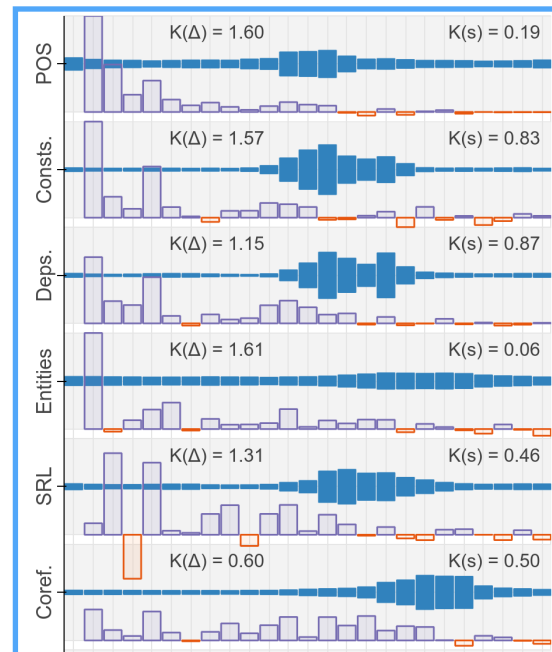 POS
K(Δ) = 1.60
K(s) = 0.19
Consts.
K(Δ) = 1.57
K(s) = 0.83
Deps.
K(Δ) = 1.15
K(s) = 0.87
Entities
K(Δ) = 1.61
K(s) = 0.06
SRL
K(Δ) = 1.31
K(s) = 0.46
Coref.
K(Δ) = 0.60
K(s) = 0.50